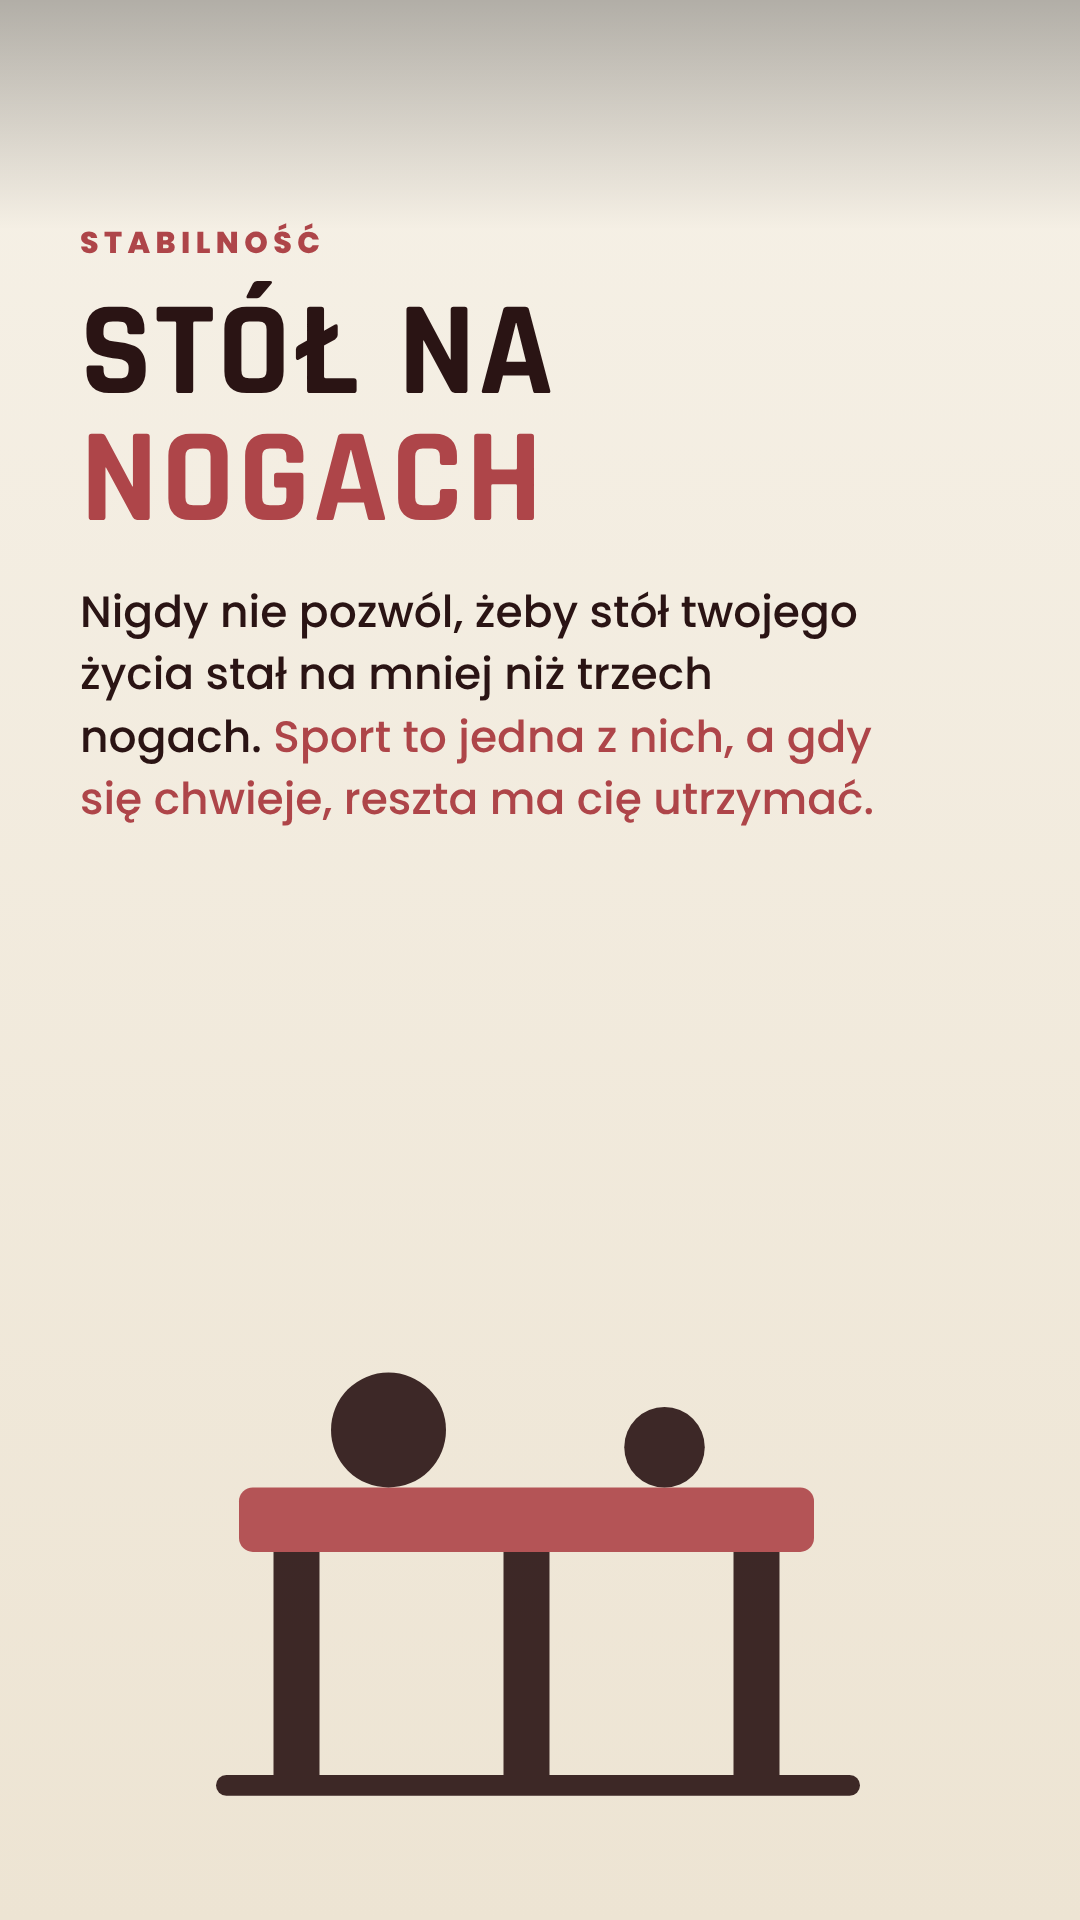 STABILNOŚĆ
STÓŁ NA
NOGACH
Nigdy nie pozwól, żeby stół twojego
życia stał na mniej niż trzech
nogach. Sport to jedna z nich, a gdy
się chwieje, reszta ma cię utrzymać.